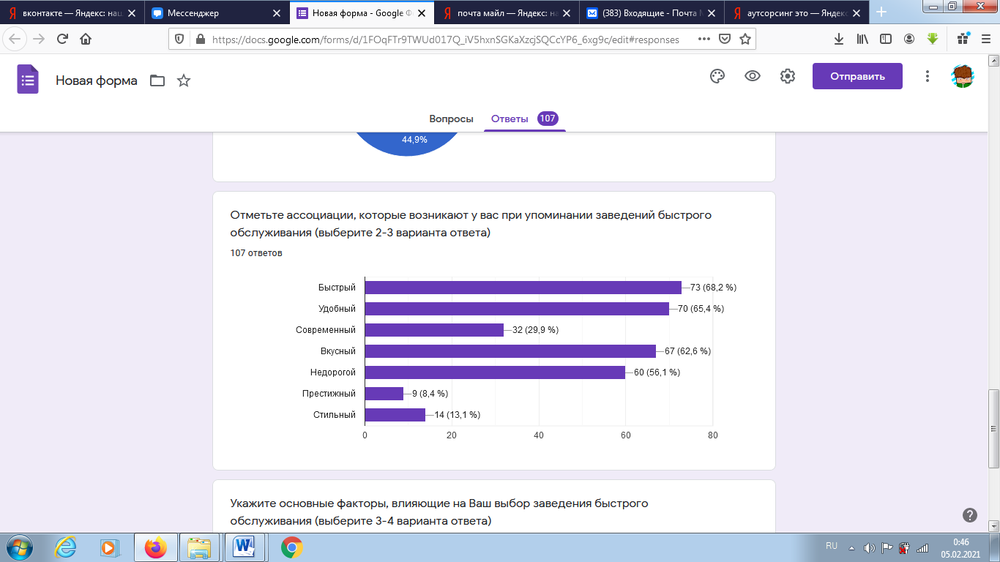 вконтакте — Яндекс: наш
Мессенджер
Новая форма - Google Ф
почта майл — Яндекс: на
(383) Входящие - Почта М
аутсорсинг это — Яндекс
https://docs.google.com/forms/d/1FOqFTr9TWUd017Q_iV5hxnSGKaXzcjSQCcYP6_6xg9c/edit#responses
Новая форма
Отправить
Вопросы
Ответы 107
44,9%
Отметьте ассоциации, которые возникают у вас при упоминании заведений быстрого
обслуживания (выберите 2-3 варианта ответа)
107 ответов
Быстрый 73 (68,2 %)
Удобный 70 (65,4 %)
Современный 32 (29,9 %)
Вкусный 67 (62,6 %)
Недорогой 60 (56,1 %)
Престижный 9 (8,4 %)
Стильный 14 (13,1 %)
0 20 40 60 80
Укажите основные факторы, влияющие на Ваш выбор заведения быстрого
обслуживания (выберите 3-4 варианта ответа)
RU
0:46
05.02.2021